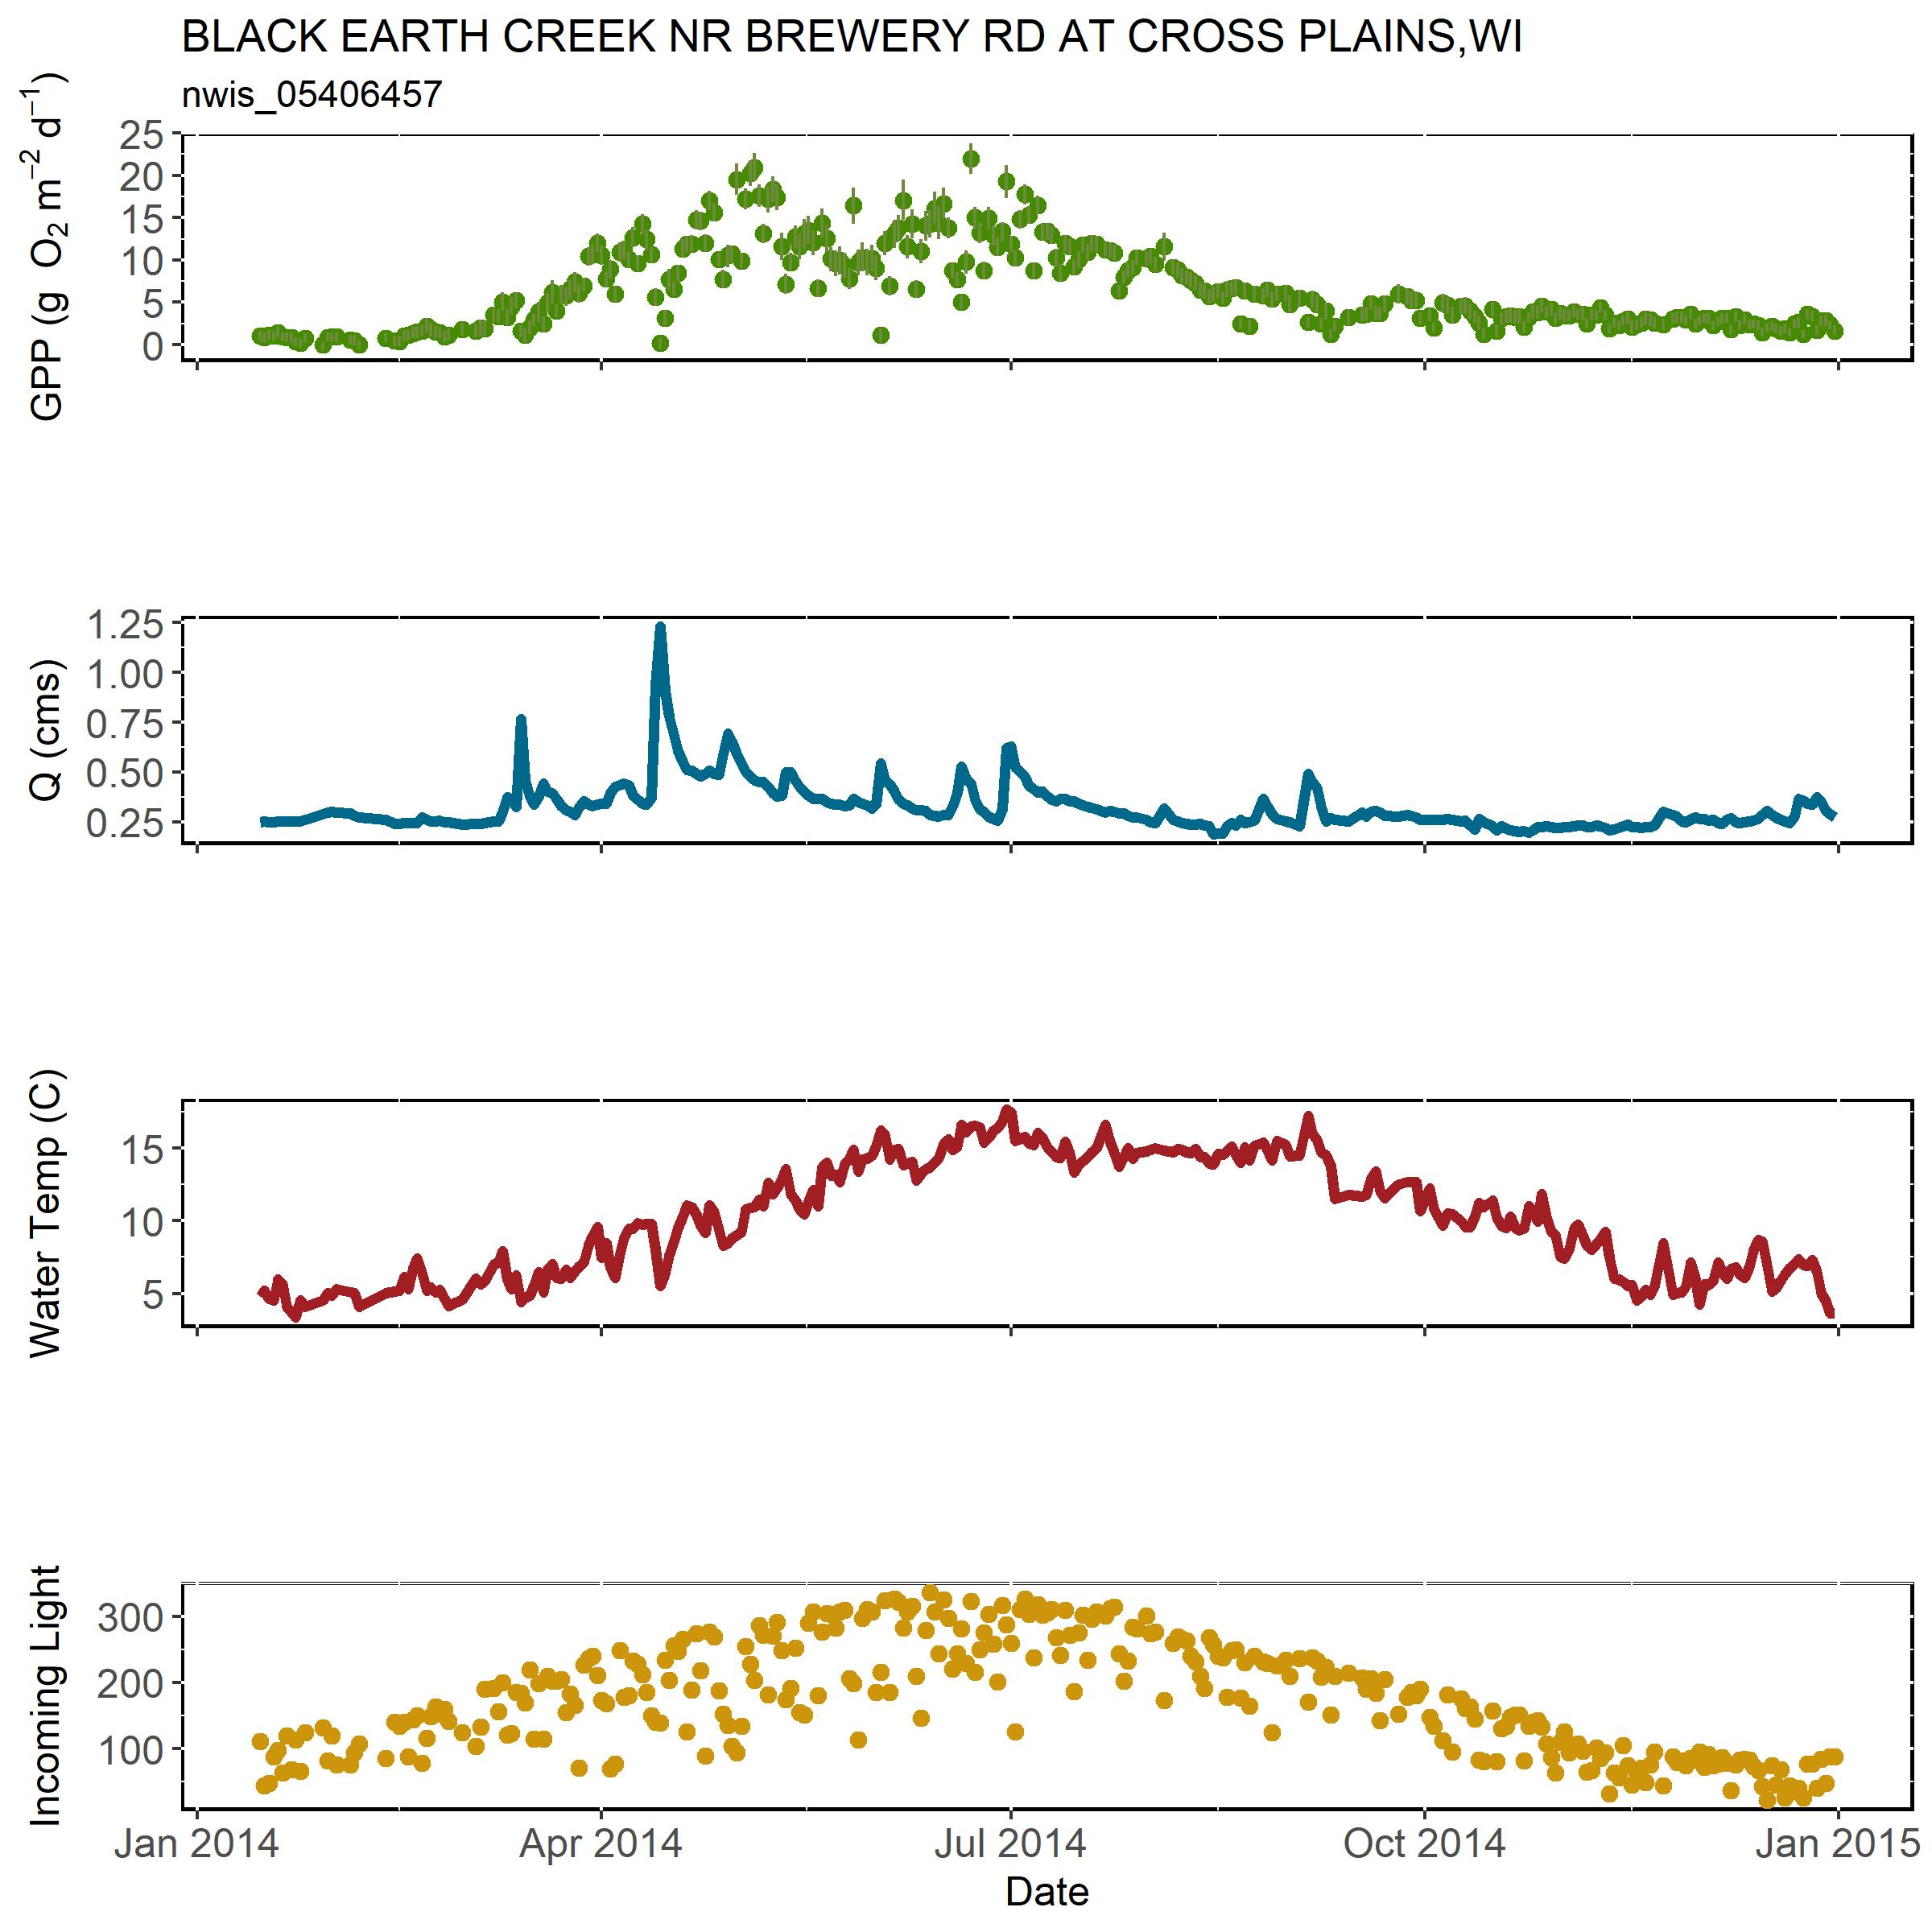 BLACK EARTH CREEK NR BREWERY RD AT CROSS PLAINS,WI
nwis_05406457
GPP (g O₂ m⁻² d⁻¹)
25
20
15
10
5
0
Q (cms)
1.25
1.00
0.75
0.50
0.25
Water Temp (C)
15
10
5
Incoming Light
300
200
100
Jan 2014 Apr 2014 Jul 2014 Oct 2014 Jan 2015
Date